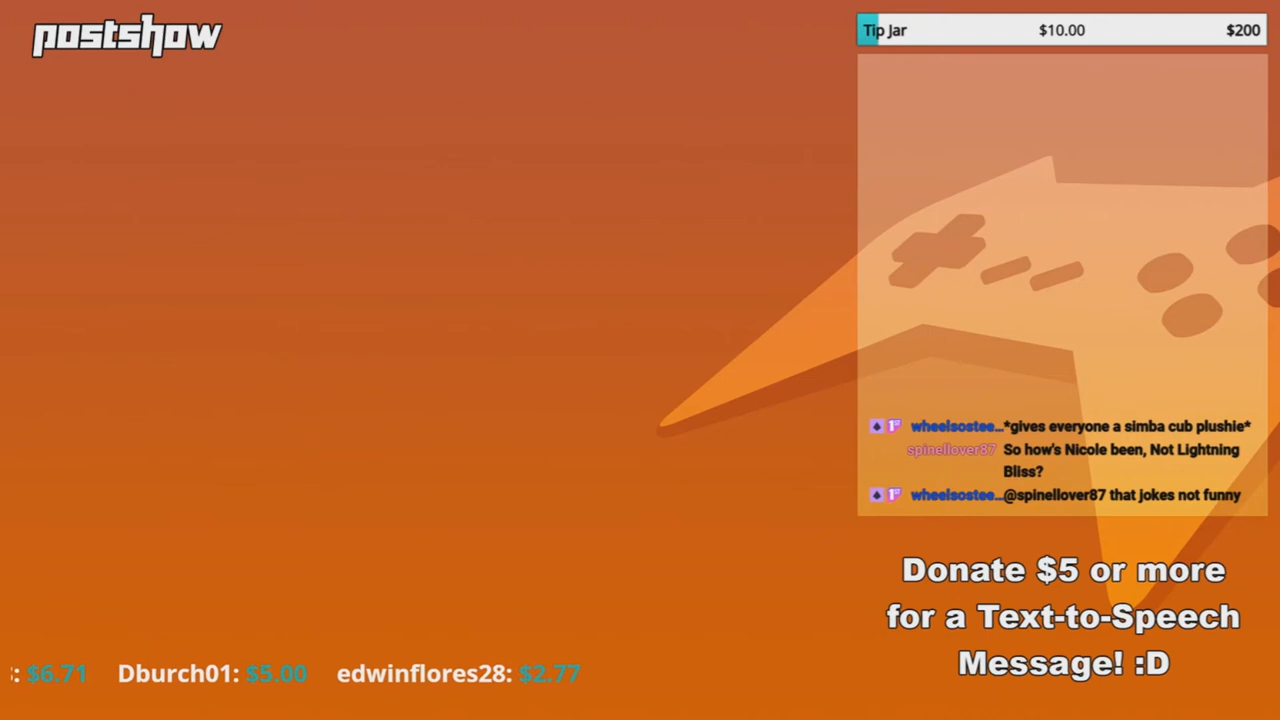 postshow
Tip Jar $10.00 $200
wheelsostee...*gives everyone a simba cub plushie*
spinellover87 So how's Nicole been, Not Lightning
Bliss?
wheelsostee...@spinellover87 that jokes not funny
Donate $5 or more
for a Text-to-Speech
Message! :D
: $6.71 Dburch01: $5.00 edwinflores28: $2.77